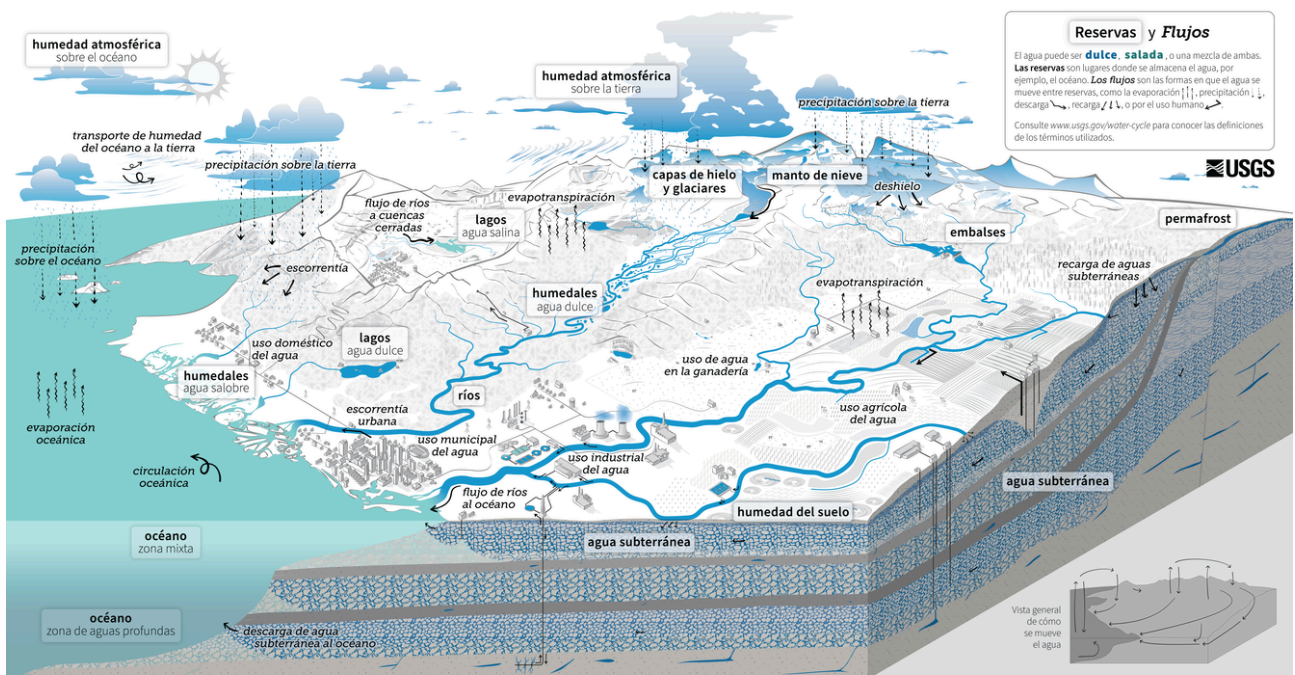 Reservas y Flujos
El agua puede ser dulce, salada, o una mezcla de ambas.
Las reservas son lugares donde se almacena el agua, por
ejemplo, el océano. Los flujos son las formas en que el agua se
mueve entre reservas, como la evaporación, precipitación,
descarga, recarga, o por el uso humano.
Consulte www.usgs.gov/water-cycle para conocer las definiciones
de los términos utilizados.
USGS
humedad atmosférica
sobre el océano
humedad atmosférica
sobre la tierra
precipitación sobre la tierra
transporte de humedad
del océano a la tierra
precipitación sobre la tierra
capas de hielo
y glaciares
manto de nieve
deshielo
evapotranspiración
flujo de ríos
a cuencas
cerradas
lagos
agua salina
permafrost
embalses
precipitación
sobre el océano
escorrentía
recarga de aguas
subterráneas
evapotranspiración
humedales
agua dulce
uso doméstico
del agua
lagos
agua dulce
uso de agua
en la ganadería
humedales
agua salobre
ríos
escorrentía
urbana
uso agrícola
del agua
evaporación
oceánica
uso municipal
del agua
uso industrial
del agua
circulación
oceánica
flujo de ríos
al océano
agua subterránea
humedad del suelo
océano
zona mixta
agua subterránea
océano
zona de aguas profundas
descarga de agua
subterránea al océano
Vista general
de cómo
se mueve
el agua